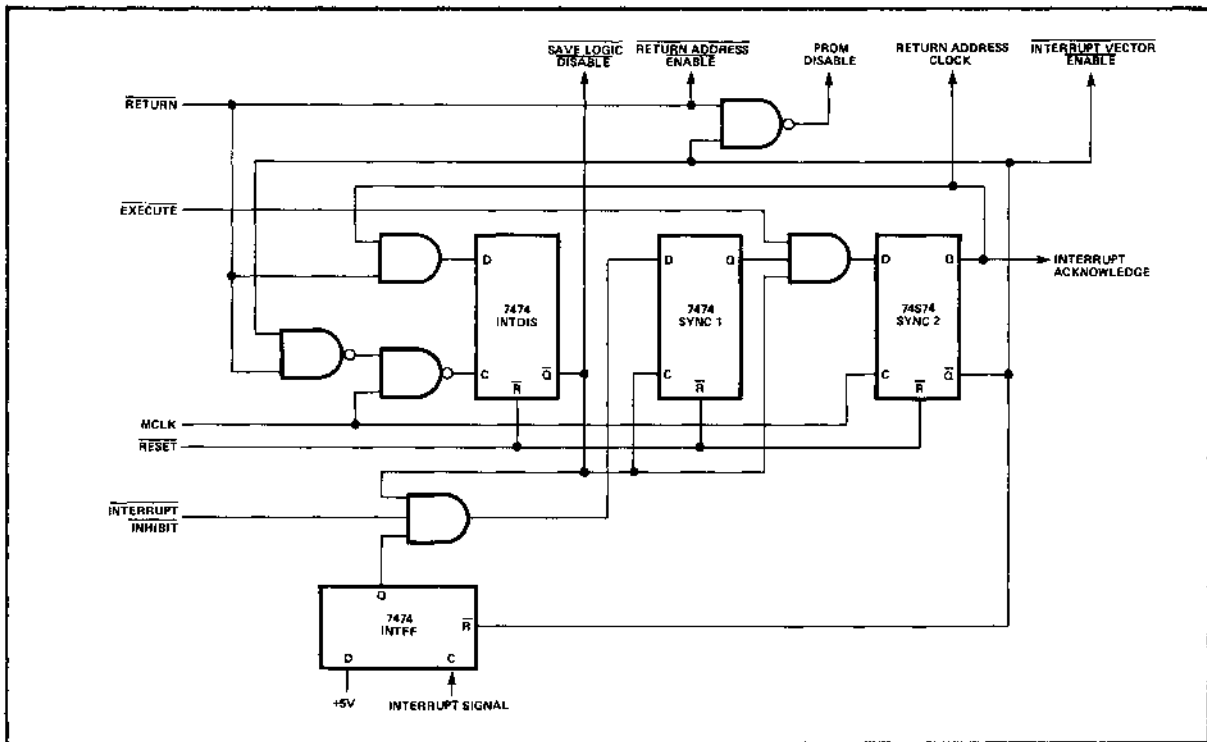 SAVE LOGIC
DISABLE
RETURN ADDRESS
ENABLE
PROM
DISABLE
RETURN ADDRESS
CLOCK
INTERRUPT VECTOR
ENABLE
RETURN
EXECUTE
D
7474
INTDIS
C
Q
R
D
Q
7474
SYNC 1
C
R
D
Q
74S74
SYNC 2
C
Q
R
INTERRUPT
ACKNOWLEDGE
MCLK
RESET
INTERRUPT
INHIBIT
Q
7474
INTFF
R
D
C
+5V
INTERRUPT SIGNAL